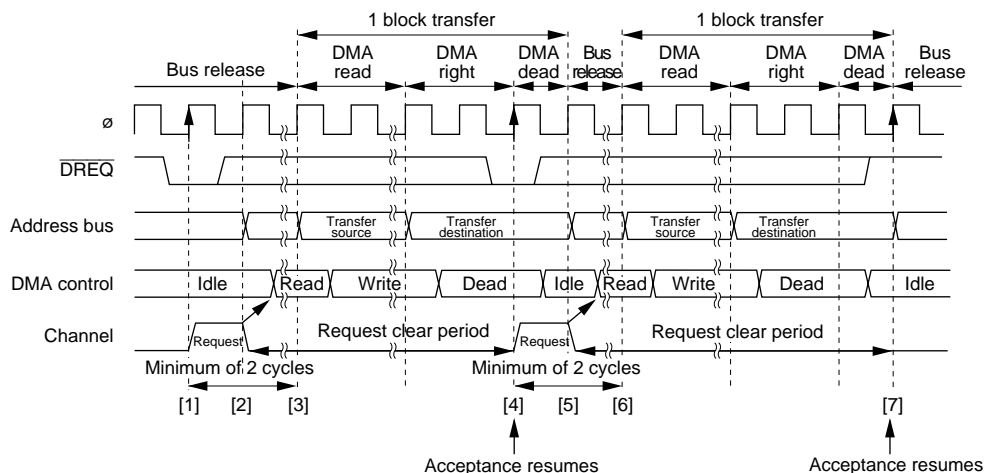 1 block transfer 1 block transfer
Bus release DMA read DMA right DMA dead Bus release DMA read DMA right DMA dead Bus release
ø
DREQ
Address bus Transfer source Transfer destination Transfer source Transfer destination
DMA control Idle Read Write Dead Idle Read Write Dead Idle
Channel Request Request clear period Request Request clear period
Minimum of 2 cycles Minimum of 2 cycles
[1] [2] [3] [4] [5] [6] [7]
Acceptance resumes Acceptance resumes